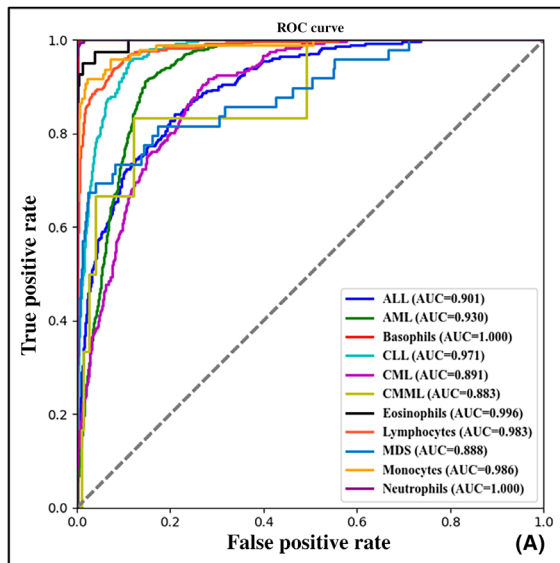 ROC curve
1.0
0.8
0.6
0.4
0.2
0.0
True positive rate
ALL (AUC=0.901)
AML (AUC=0.930)
Basophils (AUC=1.000)
CLL (AUC=0.971)
CML (AUC=0.891)
CMML (AUC=0.883)
Eosinophils (AUC=0.996)
Lymphocytes (AUC=0.983)
MDS (AUC=0.888)
Monocytes (AUC=0.986)
Neutrophils (AUC=1.000)
0.0 0.2 0.4 0.6 0.8 1.0
False positive rate
(A)